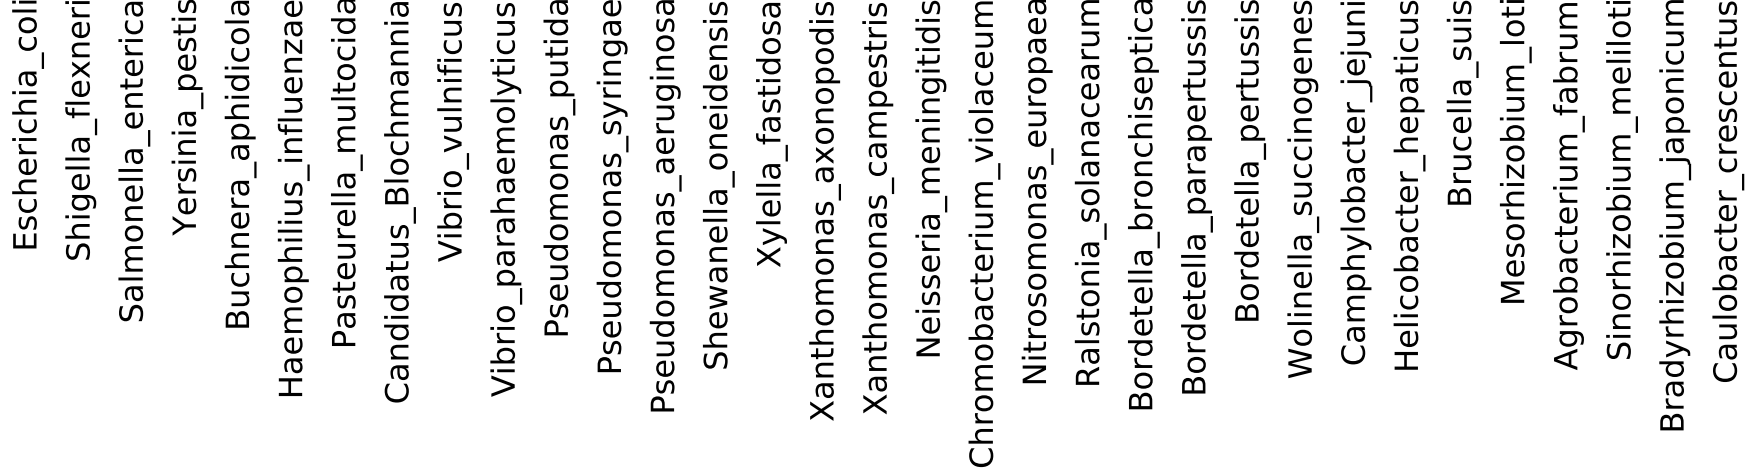 Escherichia_coli
Shigella_flexneri
Salmonella_enterica
Yersinia_pestis
Buchnera_aphidicola
Haemophilius_influenzae
Pasteurella_multocida
Candidatus_Blochmannia
Vibrio_vulnificus
Vibrio_parahaemolyticus
Pseudomonas_putida
Pseudomonas_syringae
Pseudomonas_aeruginosa
Shewanella_oneidensis
Xylella_fastidosa
Xanthomonas_axonopodis
Xanthomonas_campestris
Neisseria_meningitidis
Chromobacterium_violaceum
Nitrosomonas_europaea
Ralstonia_solanacearum
Bordetella_bronchiseptica
Bordetella_parapertussis
Bordetella_pertussis
Wolinella_succinogenes
Camphylobacter_jejuni
Helicobacter_hepaticus
Brucella_suis
Mesorhizobium_loti
Agrobacterium_fabrum
Sinorhizobium_meliloti
Bradyrhizobium_japonicum
Caulobacter_crescentus